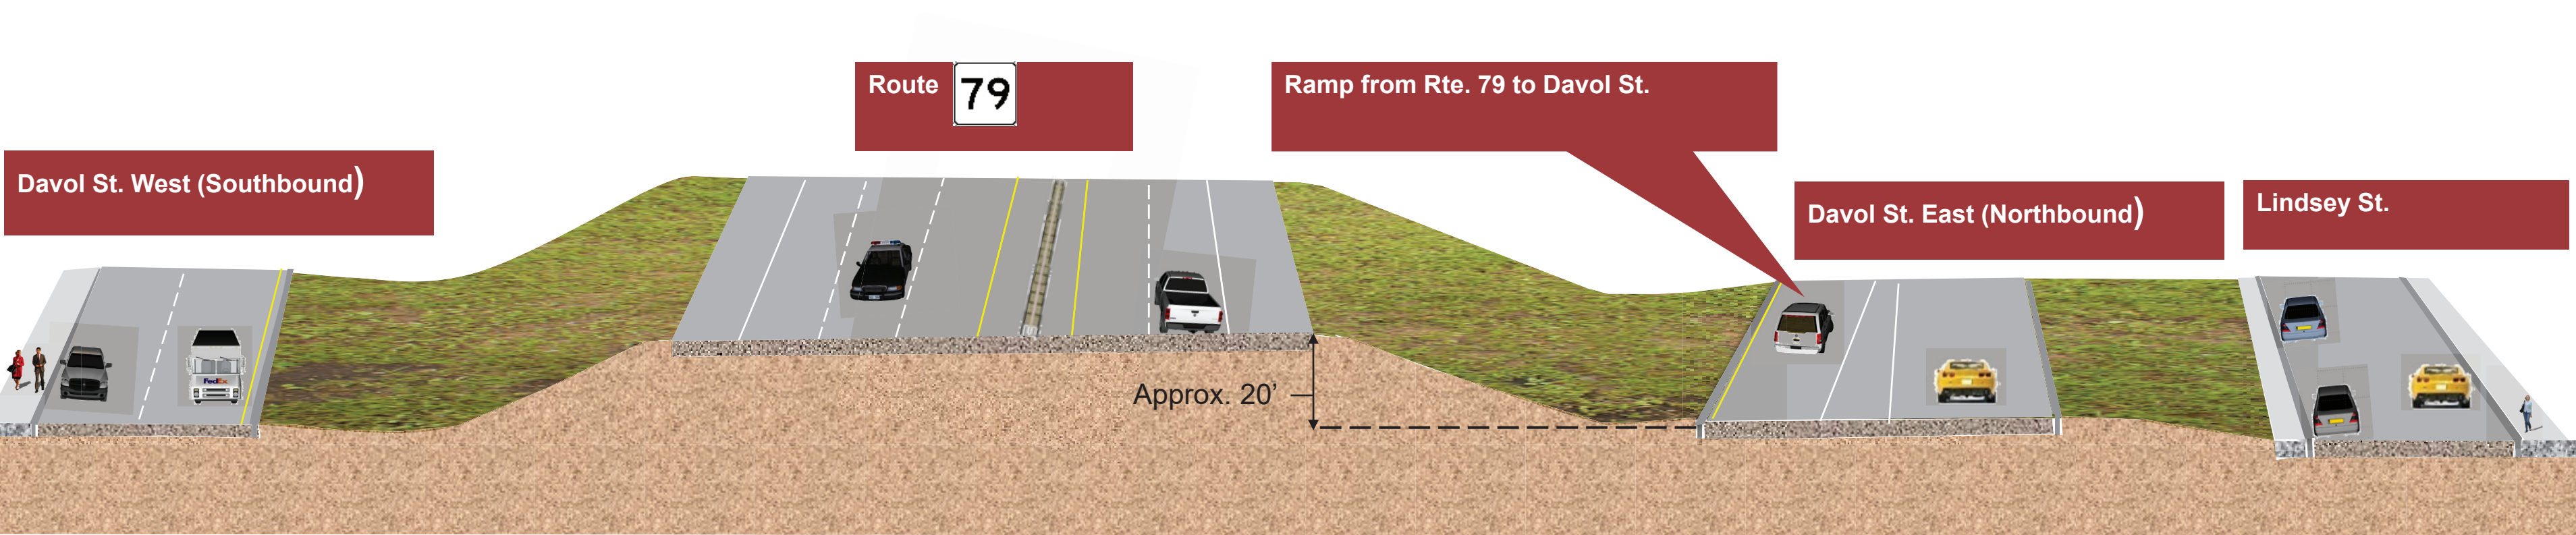 Route 79
Ramp from Rte. 79 to Davol St.
Davol St. West (Southbound)
Davol St. East (Northbound)
Lindsey St.
FedEx
Approx. 20’